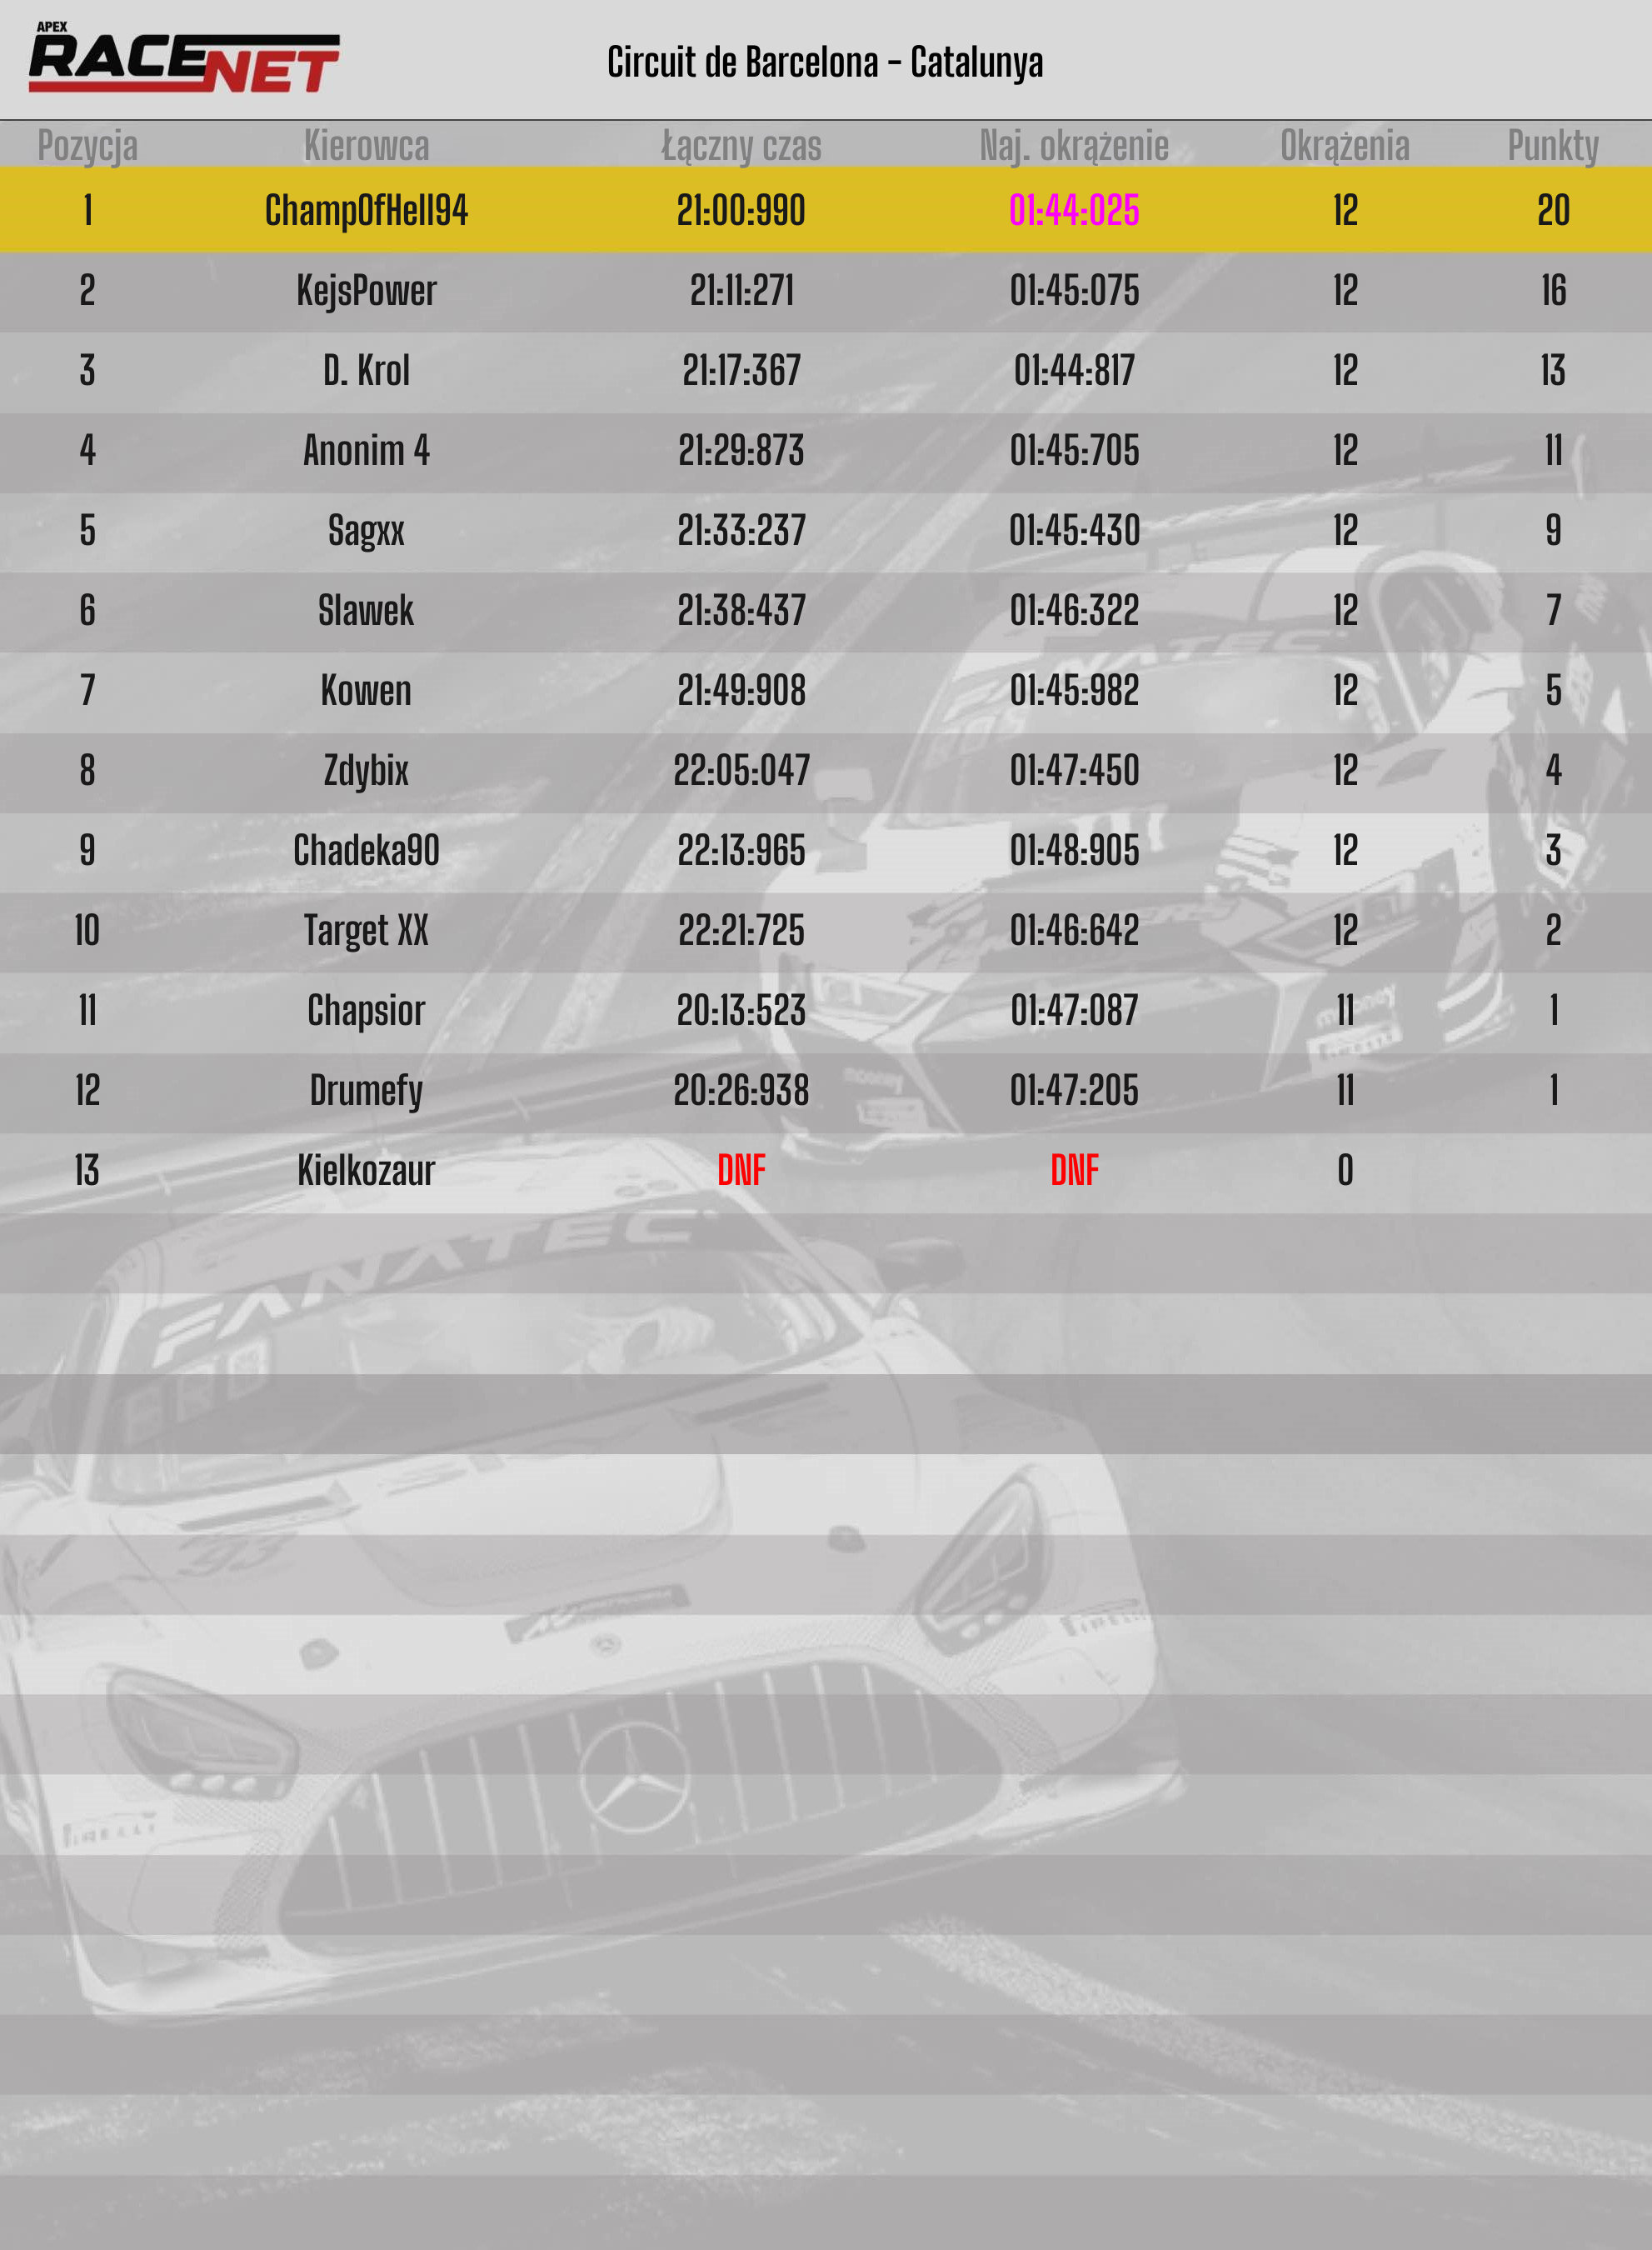 APEX
RACENET
Circuit de Barcelona - Catalunya
Pozycja Kierowca Łączny czas Naj. okrążenie Okrążenia Punkty
1 ChampOfHell94 21:00:990 01:44:025 12 20
2 KejsPower 21:11:271 01:45:075 12 16
3 D. Krol 21:17:367 01:44:817 12 13
4 Anonim 4 21:29:873 01:45:705 12 11
5 Sagxx 21:33:237 01:45:430 12 9
6 Slawek 21:38:437 01:46:322 12 7
7 Kowen 21:49:908 01:45:982 12 5
8 Zdybix 22:05:047 01:47:450 12 4
9 Chadeka90 22:13:965 01:48:905 12 3
10 Target XX 22:21:725 01:46:642 12 2
11 Chapsior 20:13:523 01:47:087 11 1
12 Drumefy 20:26:938 01:47:205 11 1
13 Kielkozaur DNF DNF 0
FANATEC
FANATEC
PIRELLI
PIRELLI